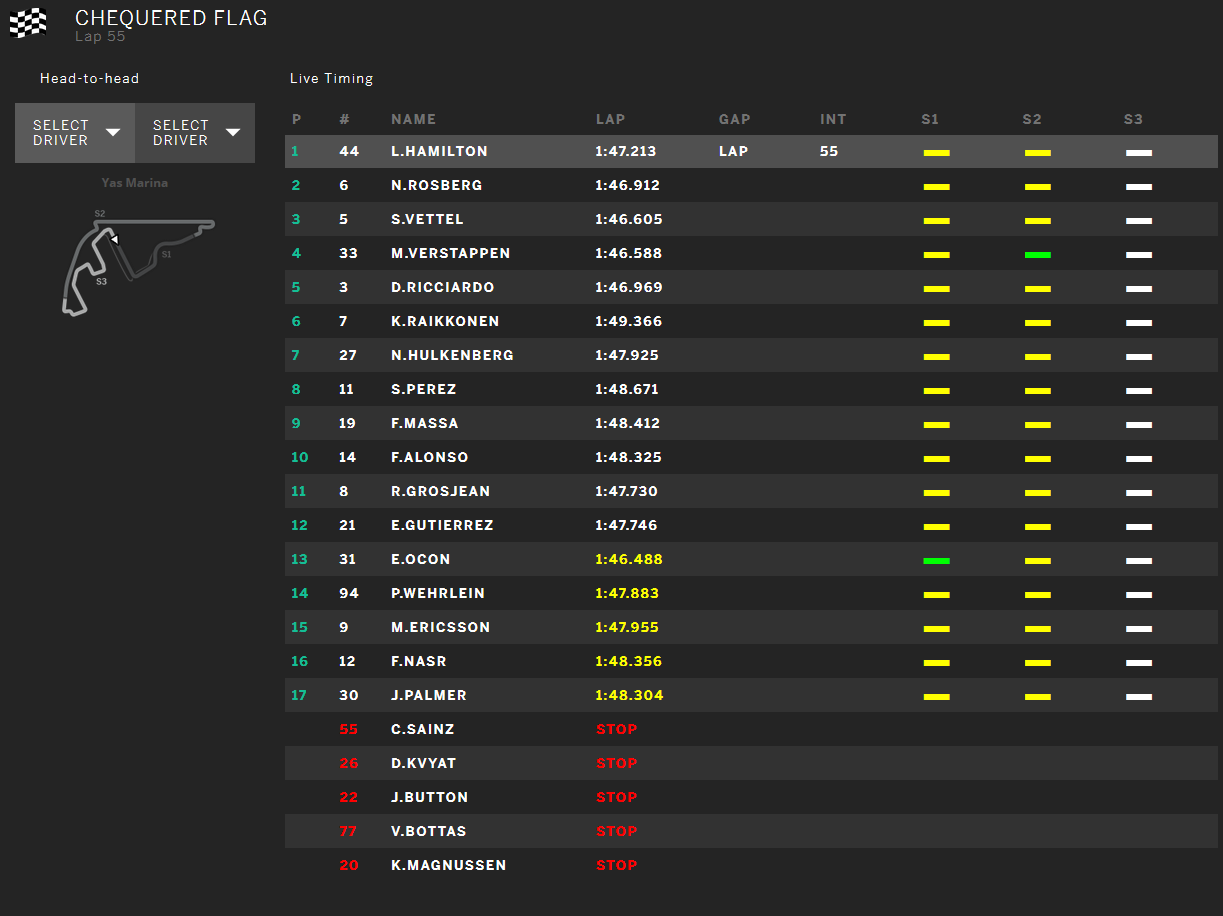 CHEQUERED FLAG
Lap 55
Head-to-head
Live Timing
SELECT DRIVER SELECT DRIVER
Yas Marina
S2
S1
S3
P # NAME LAP GAP INT S1 S2 S3
1 44 L.HAMILTON 1:47.213 LAP 55
2 6 N.ROSBERG 1:46.912
3 5 S.VETTEL 1:46.605
4 33 M.VERSTAPPEN 1:46.588
5 3 D.RICCIARDO 1:46.969
6 7 K.RAIKKONEN 1:49.366
7 27 N.HULKENBERG 1:47.925
8 11 S.PEREZ 1:48.671
9 19 F.MASSA 1:48.412
10 14 F.ALONSO 1:48.325
11 8 R.GROSJEAN 1:47.730
12 21 E.GUTIERREZ 1:47.746
13 31 E.OCON 1:46.488
14 94 P.WEHRLEIN 1:47.883
15 9 M.ERICSSON 1:47.955
16 12 F.NASR 1:48.356
17 30 J.PALMER 1:48.304
55 C.SAINZ STOP
26 D.KVYAT STOP
22 J.BUTTON STOP
77 V.BOTTAS STOP
20 K.MAGNUSSEN STOP